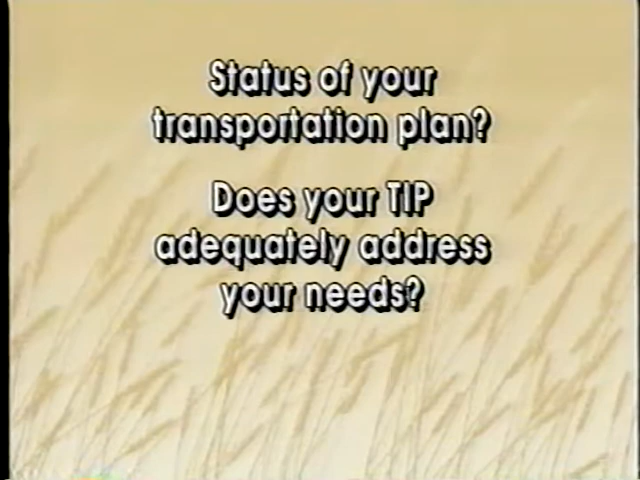 Status of your
transportation plan?
Does your TIP
adequately address
your needs?